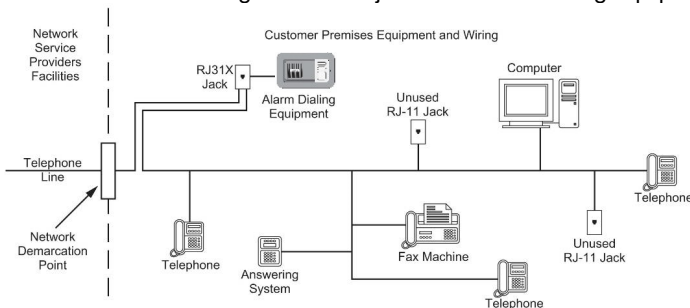 Network
Service
Providers
Facilities
Customer Premises Equipment and Wiring
RJ31X
Jack
Alarm Dialing
Equipment
Unused
RJ-11 Jack
Computer
Telephone
Line
Network
Demarcation
Point
Telephone
Answering
System
Fax Machine
Telephone
Unused
RJ-11 Jack
Telephone